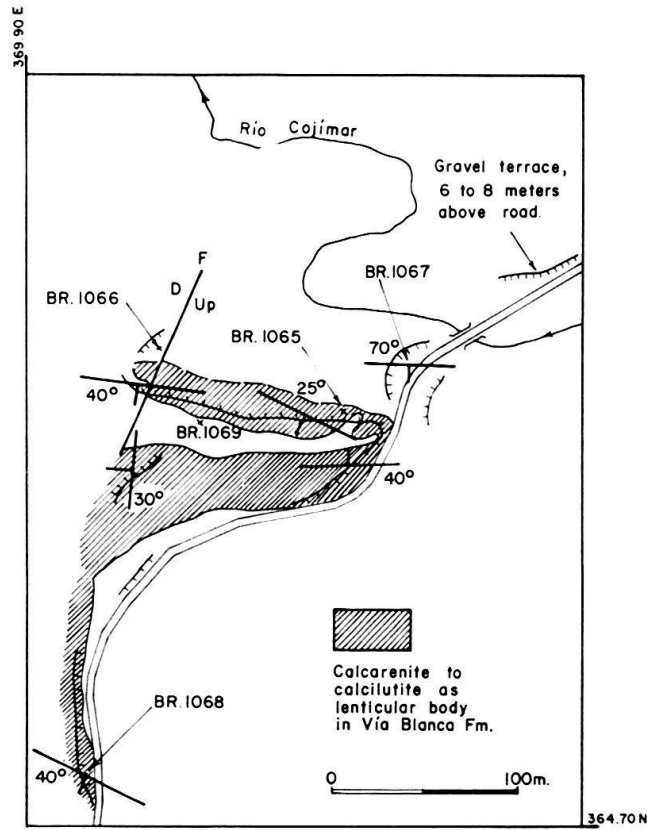 369.90 E
Río Cojímar
Gravel terrace,
6 to 8 meters
above road.
BR. 1067
F
D
Up
BR. 1066
BR. 1065
70°
25°
40°
BR. 1069
40°
30°
Calcarenite to
calcilutite as
lenticular body
in Vía Blanca Fm.
BR. 1068
40°
0
100m.
364.70 N